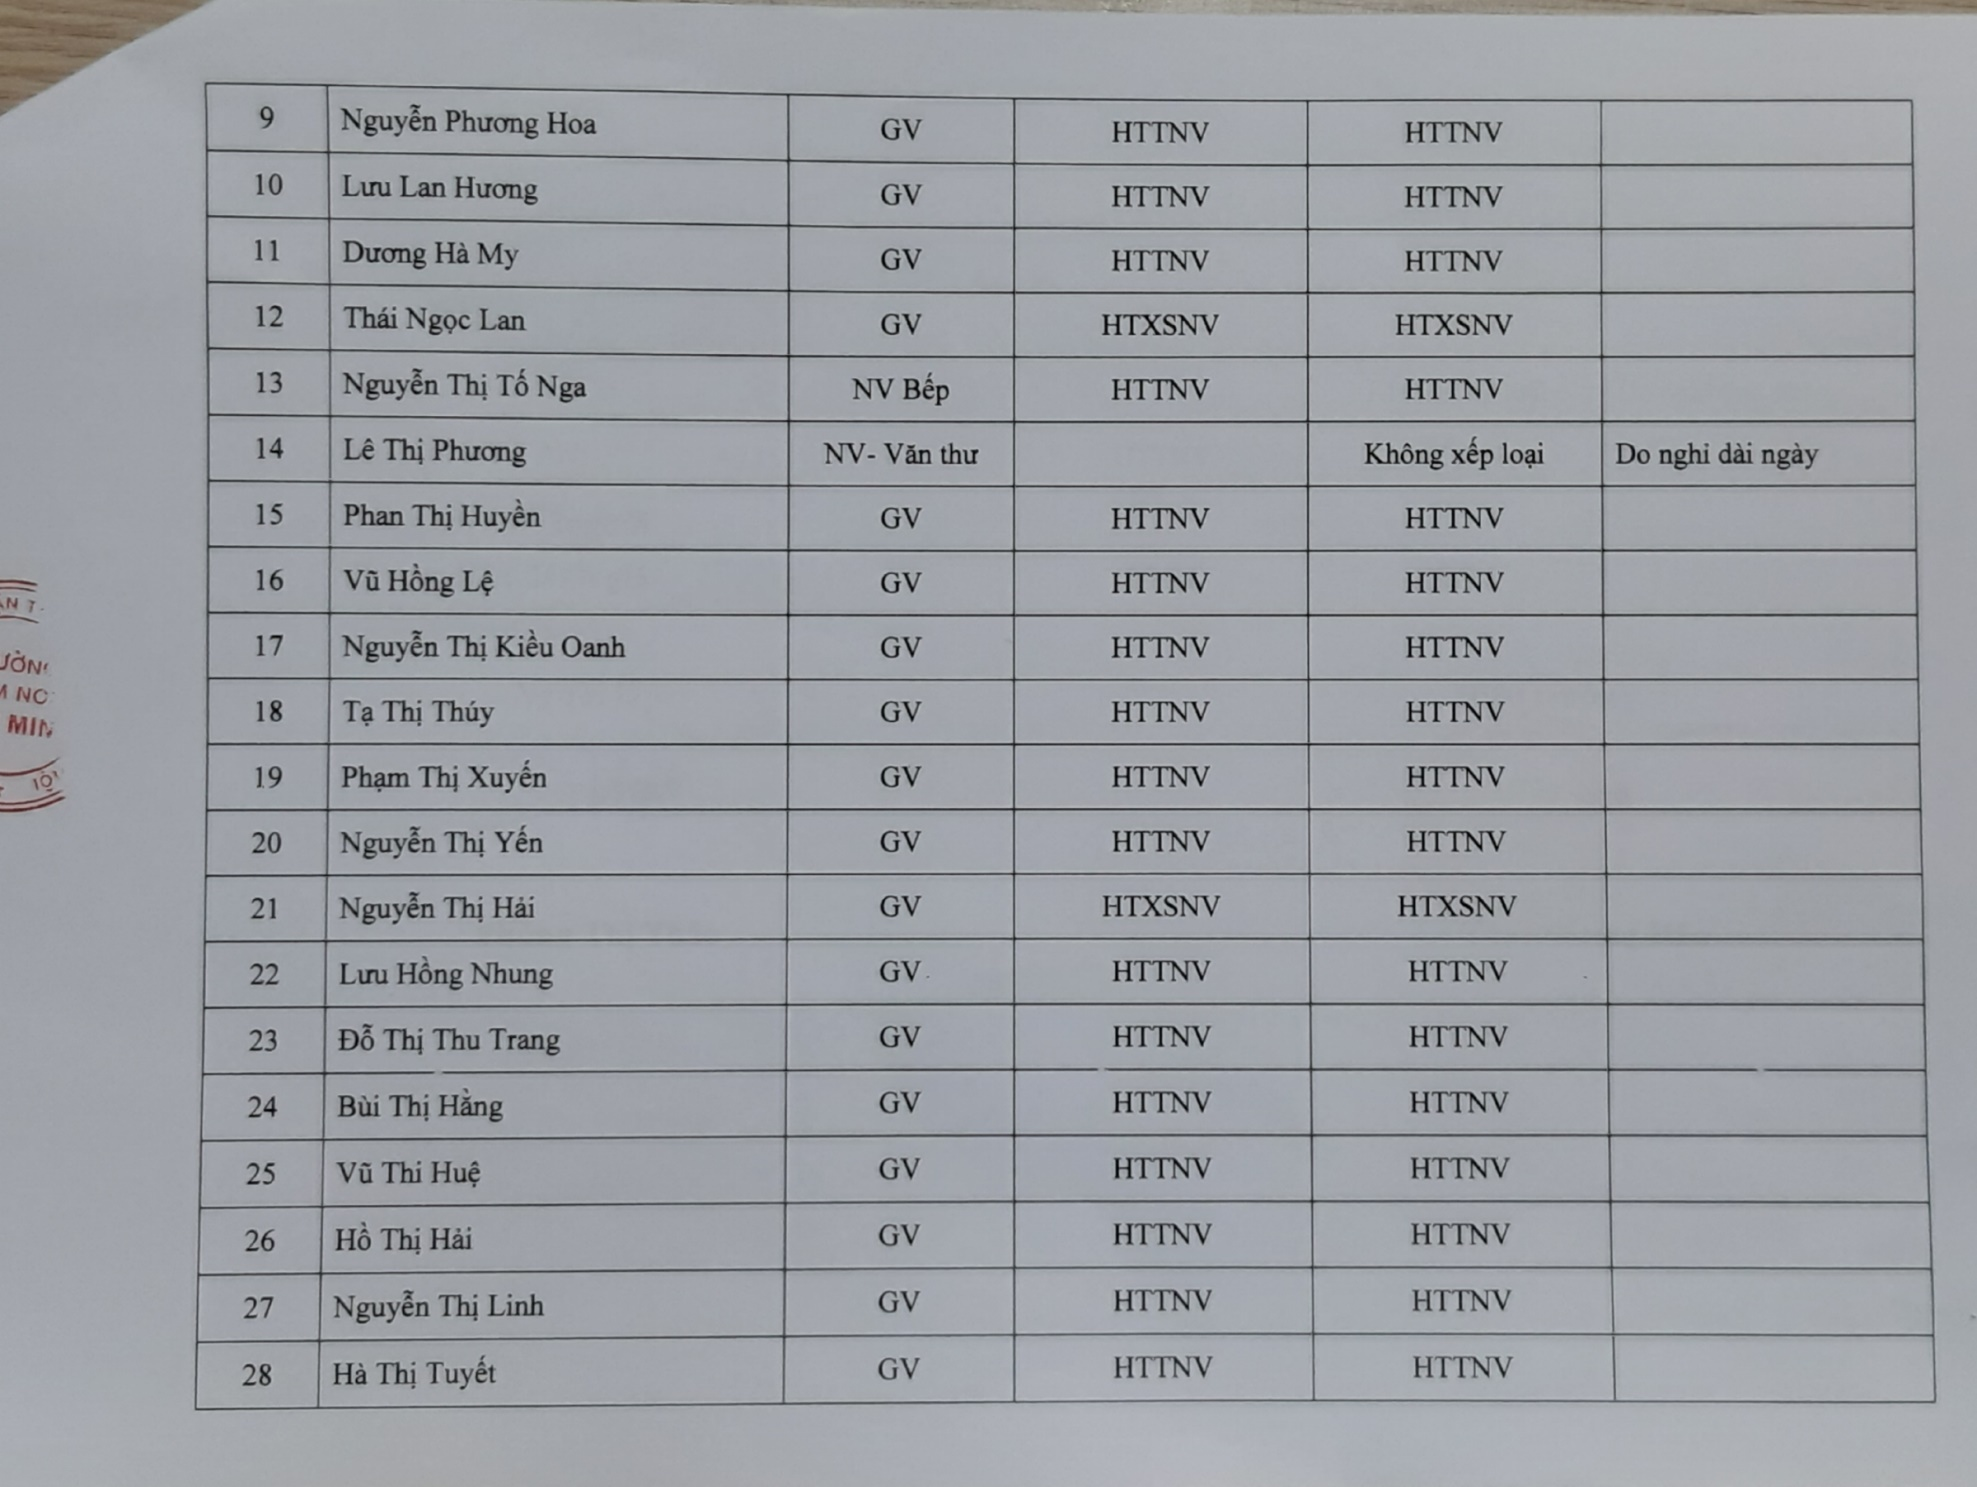 9 Nguyễn Phương Hoa GV HTTNV HTTNV
10 Lưu Lan Hương GV HTTNV HTTNV
11 Dương Hà My GV HTTNV HTTNV
12 Thái Ngọc Lan GV HTXSNV HTXSNV
13 Nguyễn Thị Tố Nga NV Bếp HTTNV HTTNV
14 Lê Thị Phương NV- Văn thư Không xếp loại Do nghi dài ngày
15 Phan Thị Huyền GV HTTNV HTTNV
16 Vũ Hồng Lệ GV HTTNV HTTNV
17 Nguyễn Thị Kiều Oanh GV HTTNV HTTNV
18 Tạ Thị Thúy GV HTTNV HTTNV
19 Phạm Thị Xuyến GV HTTNV HTTNV
20 Nguyễn Thị Yến GV HTTNV HTTNV
21 Nguyễn Thị Hải GV HTXSNV HTXSNV
22 Lưu Hồng Nhung GV HTTNV HTTNV
23 Đỗ Thị Thu Trang GV HTTNV HTTNV
24 Bùi Thị Hằng GV HTTNV HTTNV
25 Vũ Thi Huệ GV HTTNV HTTNV
26 Hồ Thị Hải GV HTTNV HTTNV
27 Nguyễn Thị Linh GV HTTNV HTTNV
28 Hà Thị Tuyết GV HTTNV HTTNV